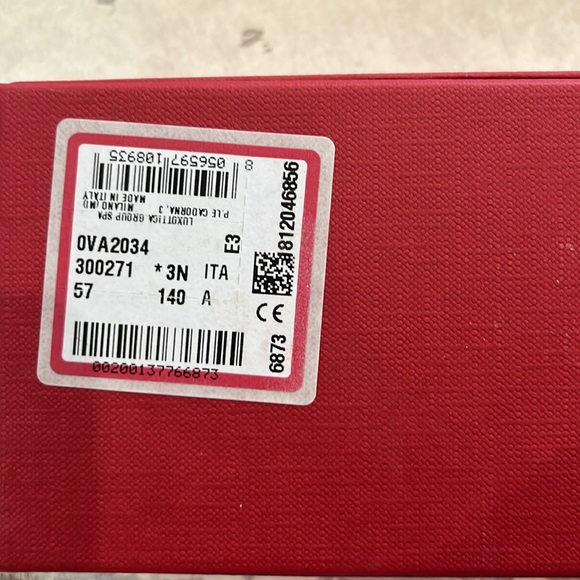 8 056597 108935
LUXOTTICA GROUP SPA
P.LE CADORNA, 3
MILANO (MI)
MADE IN ITALY
0VA2034 E3
300271 *3N ITA
57 140 A
00200137766873
812046856
CE
6873